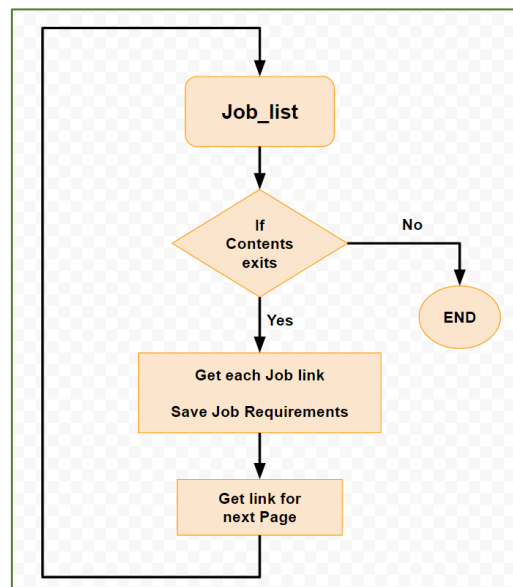 Job_list
If
Contents
exits
No
END
Yes
Get each Job link
Save Job Requirements
Get link for
next Page